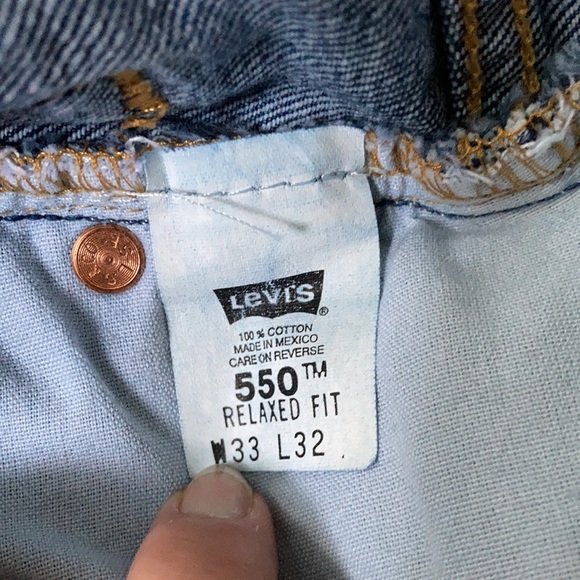 LEVI'S ®
100% COTTON
MADE IN MEXICO
CARE ON REVERSE
550™
RELAXED FIT
W33 L32